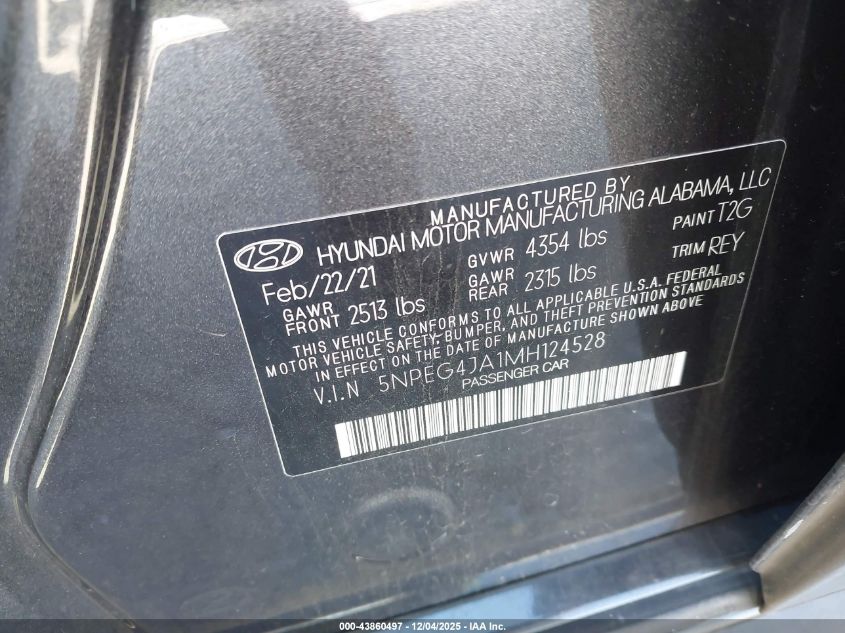 MANUFACTURED BY
HYUNDAI MOTOR MANUFACTURING ALABAMA, LLC
Feb/22/21 GVWR 4354 lbs PAINT T2G
GAWR FRONT 2513 lbs GAWR REAR 2315 lbs TRIM REY
THIS VEHICLE CONFORMS TO ALL APPLICABLE U.S.A. FEDERAL
MOTOR VEHICLE SAFETY, BUMPER, AND THEFT PREVENTION STANDARDS
IN EFFECT ON THE DATE OF MANUFACTURE SHOWN ABOVE
V.I.N 5NPEG4JA1MH124528
PASSENGER CAR
000-43860497 - 12/04/2025 - IAA Inc.